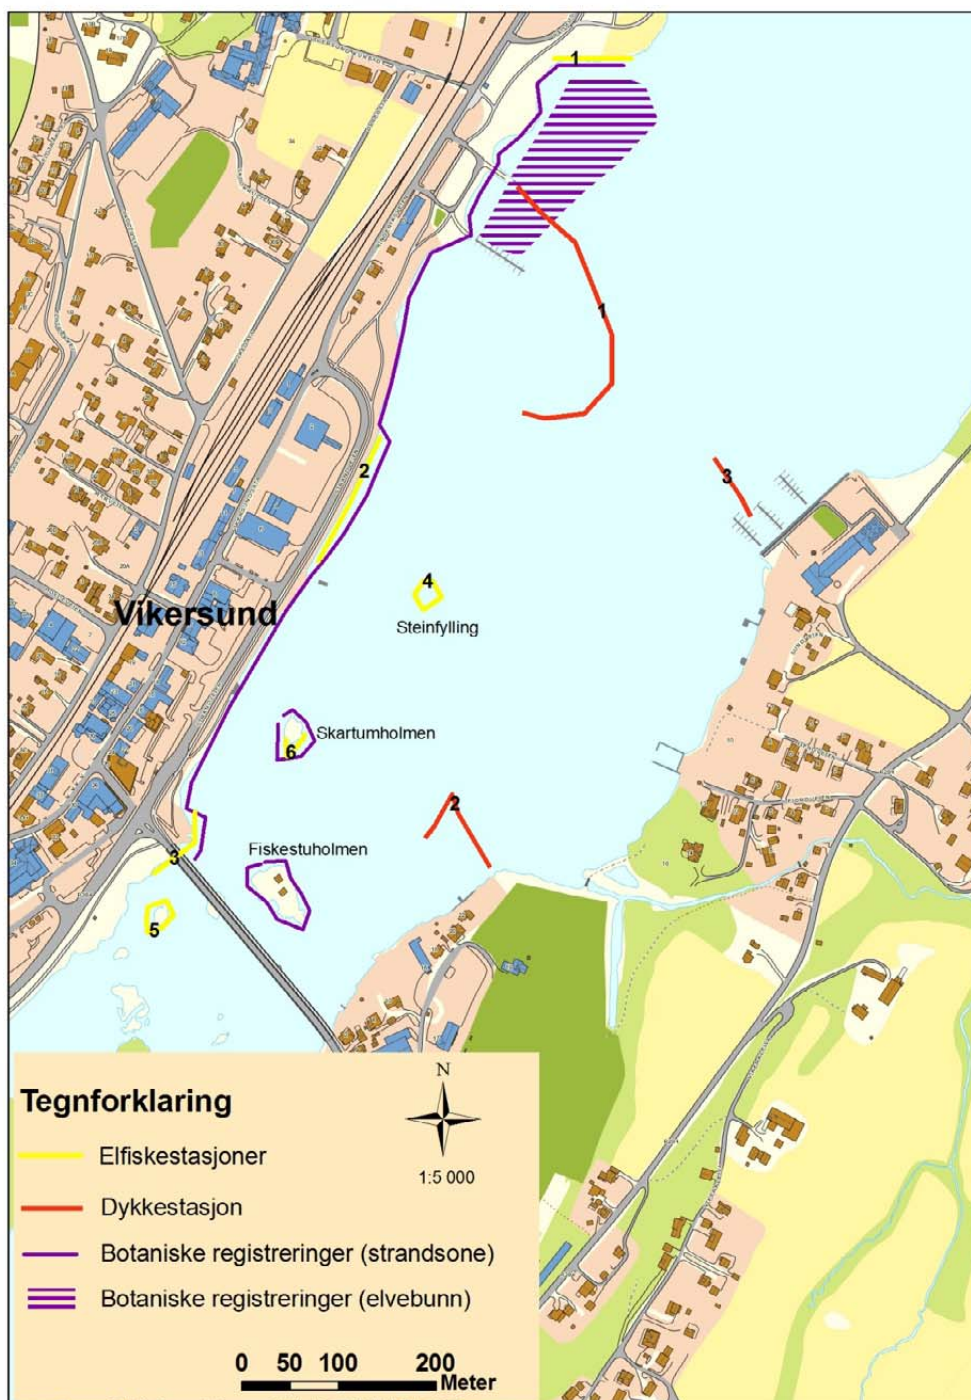 1
1
2
3
4
Steinfylling
Vikersund
Skartumholmen
6
2
Fiskestuholmen
3
5
Tegnforklaring
N
1:5 000
Elfiskestasjoner
Dykkestasjon
Botaniske registreringer (strandsone)
Botaniske registreringer (elvebunn)
0 50 100 200
Meter